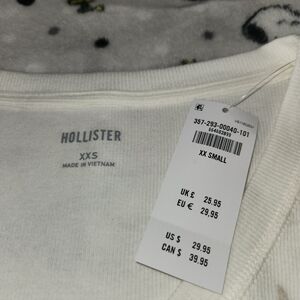 HOLLISTER
XXS
MADE IN VIETNAM
357-293-00040-101
XX SMALL
UK £ 25.95
EU € 29,95
US $ 29.95
CAN $ 39.95